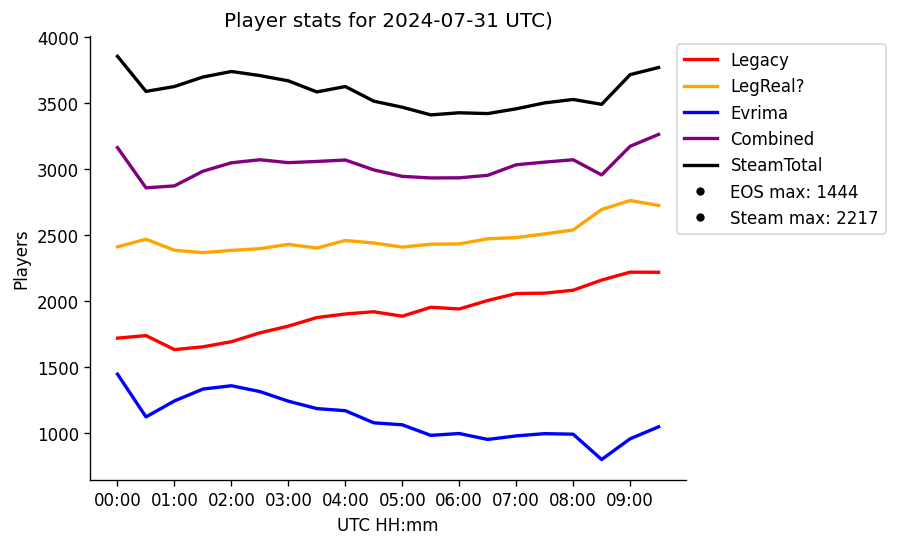 Player stats for 2024-07-31 UTC)
Players
4000
3500
3000
2500
2000
1500
1000
00:00 01:00 02:00 03:00 04:00 05:00 06:00 07:00 08:00 09:00
UTC HH:mm
Legacy
LegReal?
Evrima
Combined
SteamTotal
EOS max: 1444
Steam max: 2217